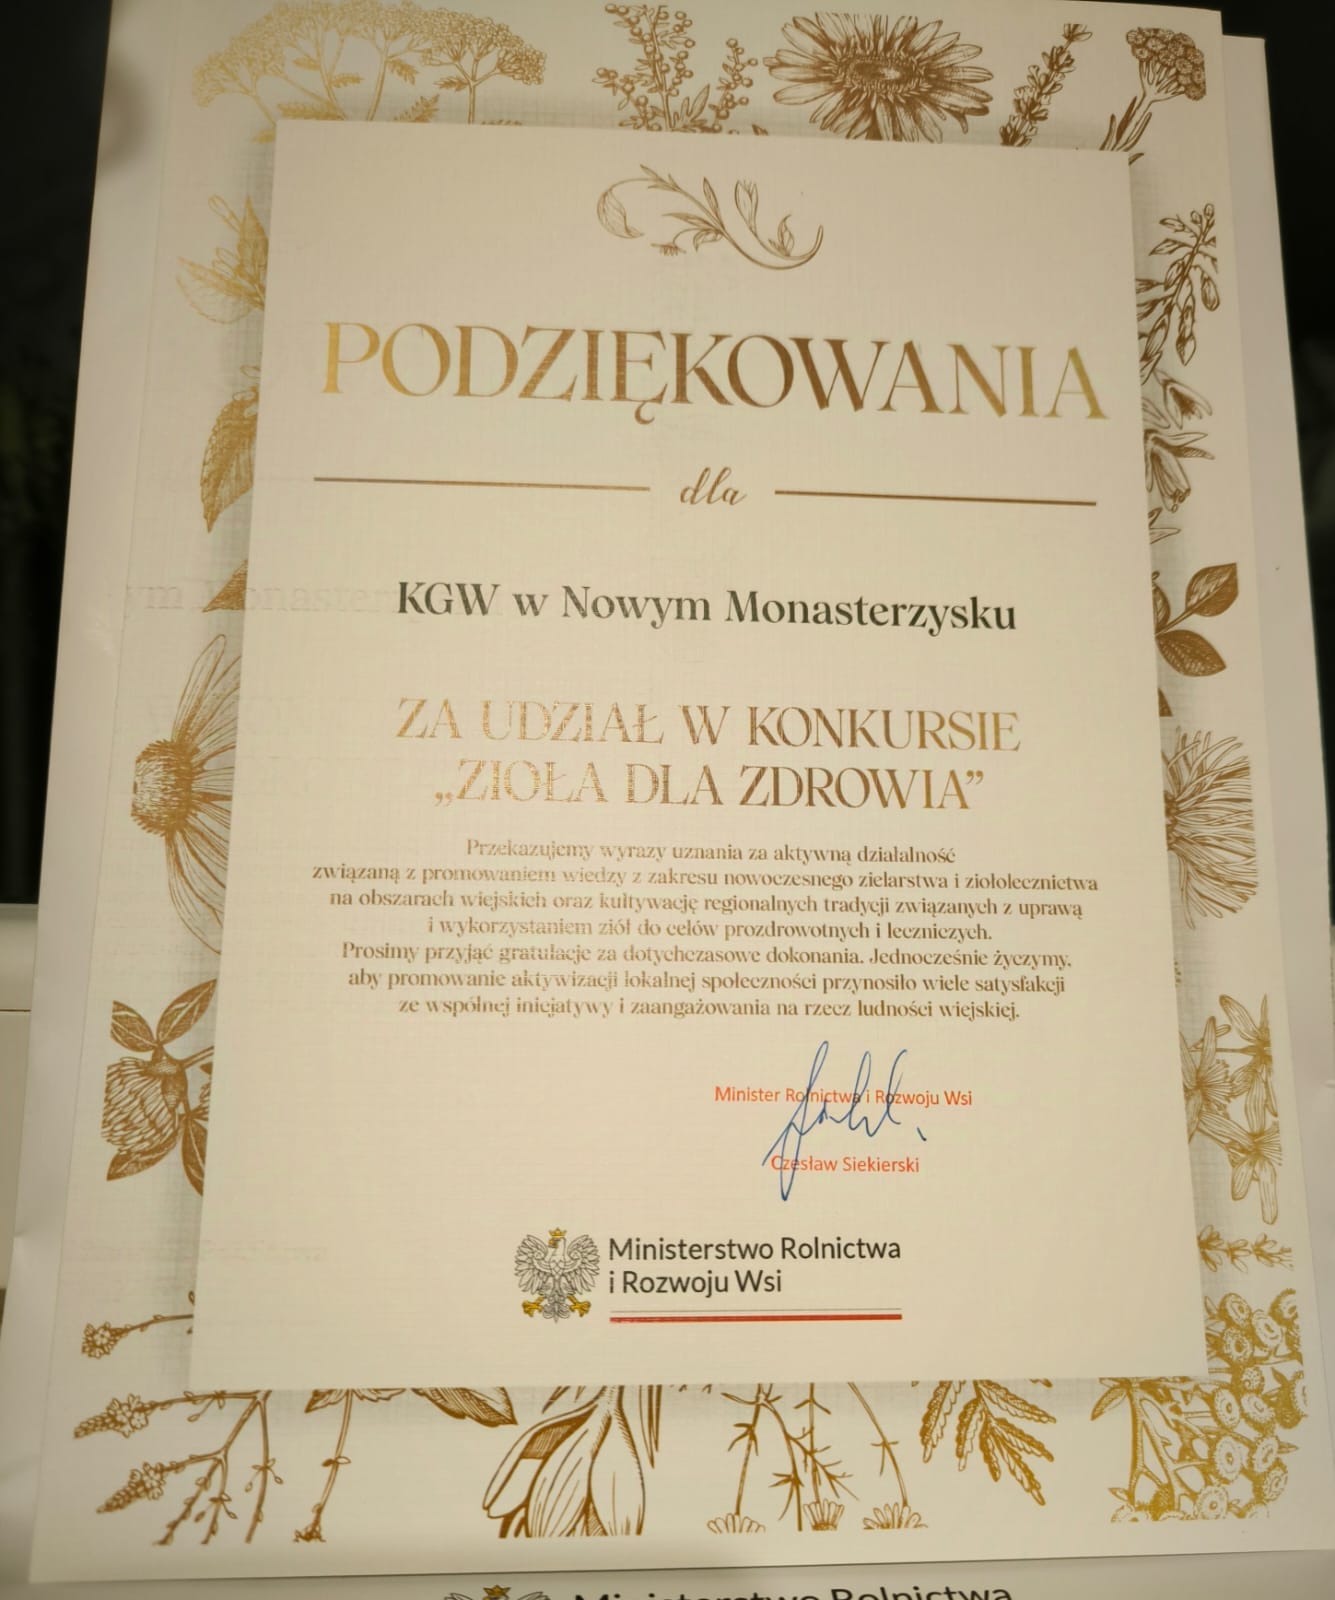 PODZIĘKOWANIA
dla
KGW w Nowym Monasterzysku
ZA UDZIAŁ W KONKURSIE
„ZIOŁA DLA ZDROWIA”
Przekazujemy wyrazy uznania za aktywną działalność
związaną z promowaniem wiedzy z zakresu nowoczesnego zielarstwa i ziołolecznictwa
na obszarach wiejskich oraz kultywację regionalnych tradycji związanych z uprawą
i wykorzystaniem ziół do celów prozdrowotnych i leczniczych.
Prosimy przyjąć gratulacje za dotychczasowe dokonania. Jednocześnie życzymy,
aby promowanie aktywizacji lokalnej społeczności przynosiło wiele satysfakcji
ze wspólnej inicjatywy i zaangażowania na rzecz ludności wiejskiej.
Minister Rolnictwa i Rozwoju Wsi
Czesław Siekierski
Ministerstwo Rolnictwa
i Rozwoju Wsi
Ministerstwo Rolnictwa